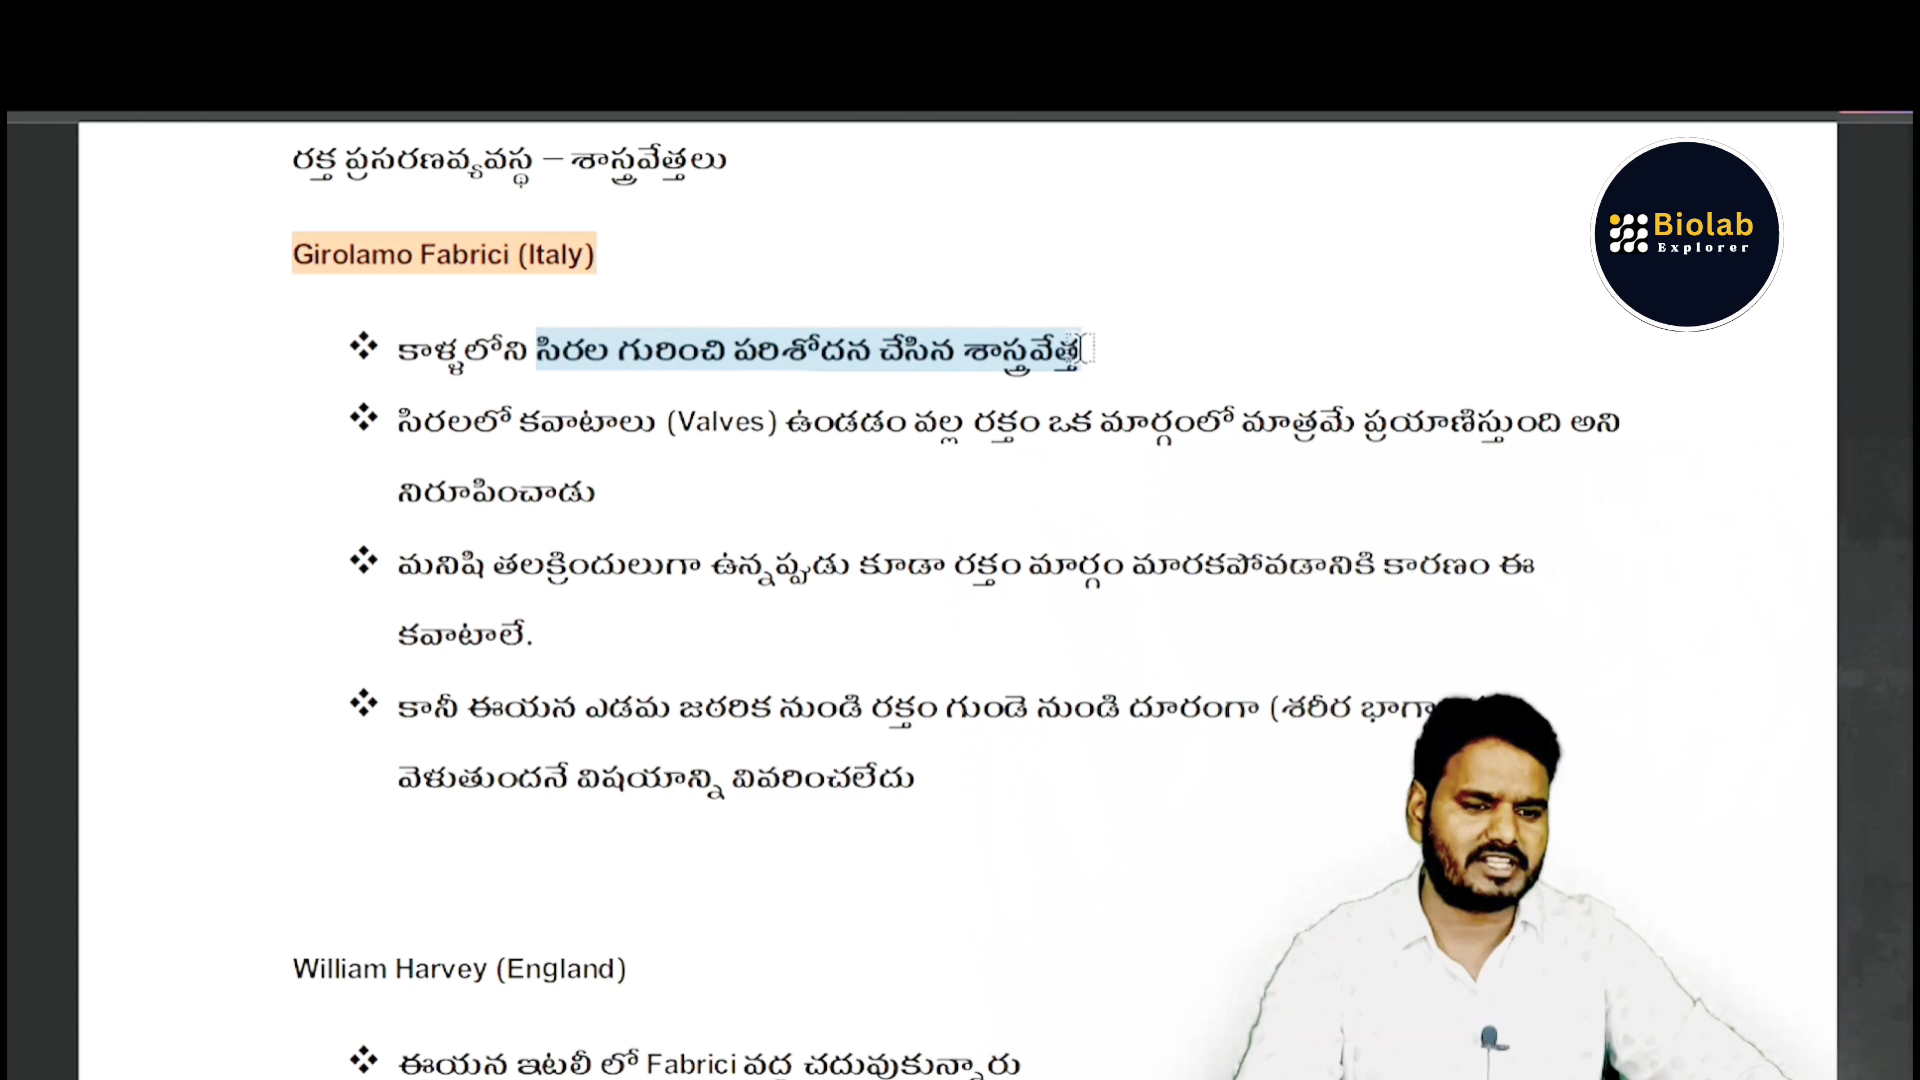 రక్త ప్రసరణవ్యవస్థ – శాస్త్రవేత్తలు
Biolab
Explorer
Girolamo Fabrici (Italy)
❖ కాళ్ళలోని సిరల గురించి పరిశోదన చేసిన శాస్త్రవేత్త
❖ సిరలలో కవాటాలు (Valves) ఉండడం వల్ల రక్తం ఒక మార్గంలో మాత్రమే ప్రయాణిస్తుంది అని
నిరూపించాడు
❖ మనిషి తలక్రిందులుగా ఉన్నప్పడు కూడా రక్తం మార్గం మారకపోవడానికి కారణం ఈ
కవాటాలే.
❖ కానీ ఈయన ఎడమ జఠరిక నుండి రక్తం గుండె నుండి దూరంగా (శరీర
వెళుతుందనే విషయాన్ని వివరించలేదు
William Harvey (England)
❖ ఈయన ఇటలీ లో Fabrici వద్ద చదువుకున్నారు